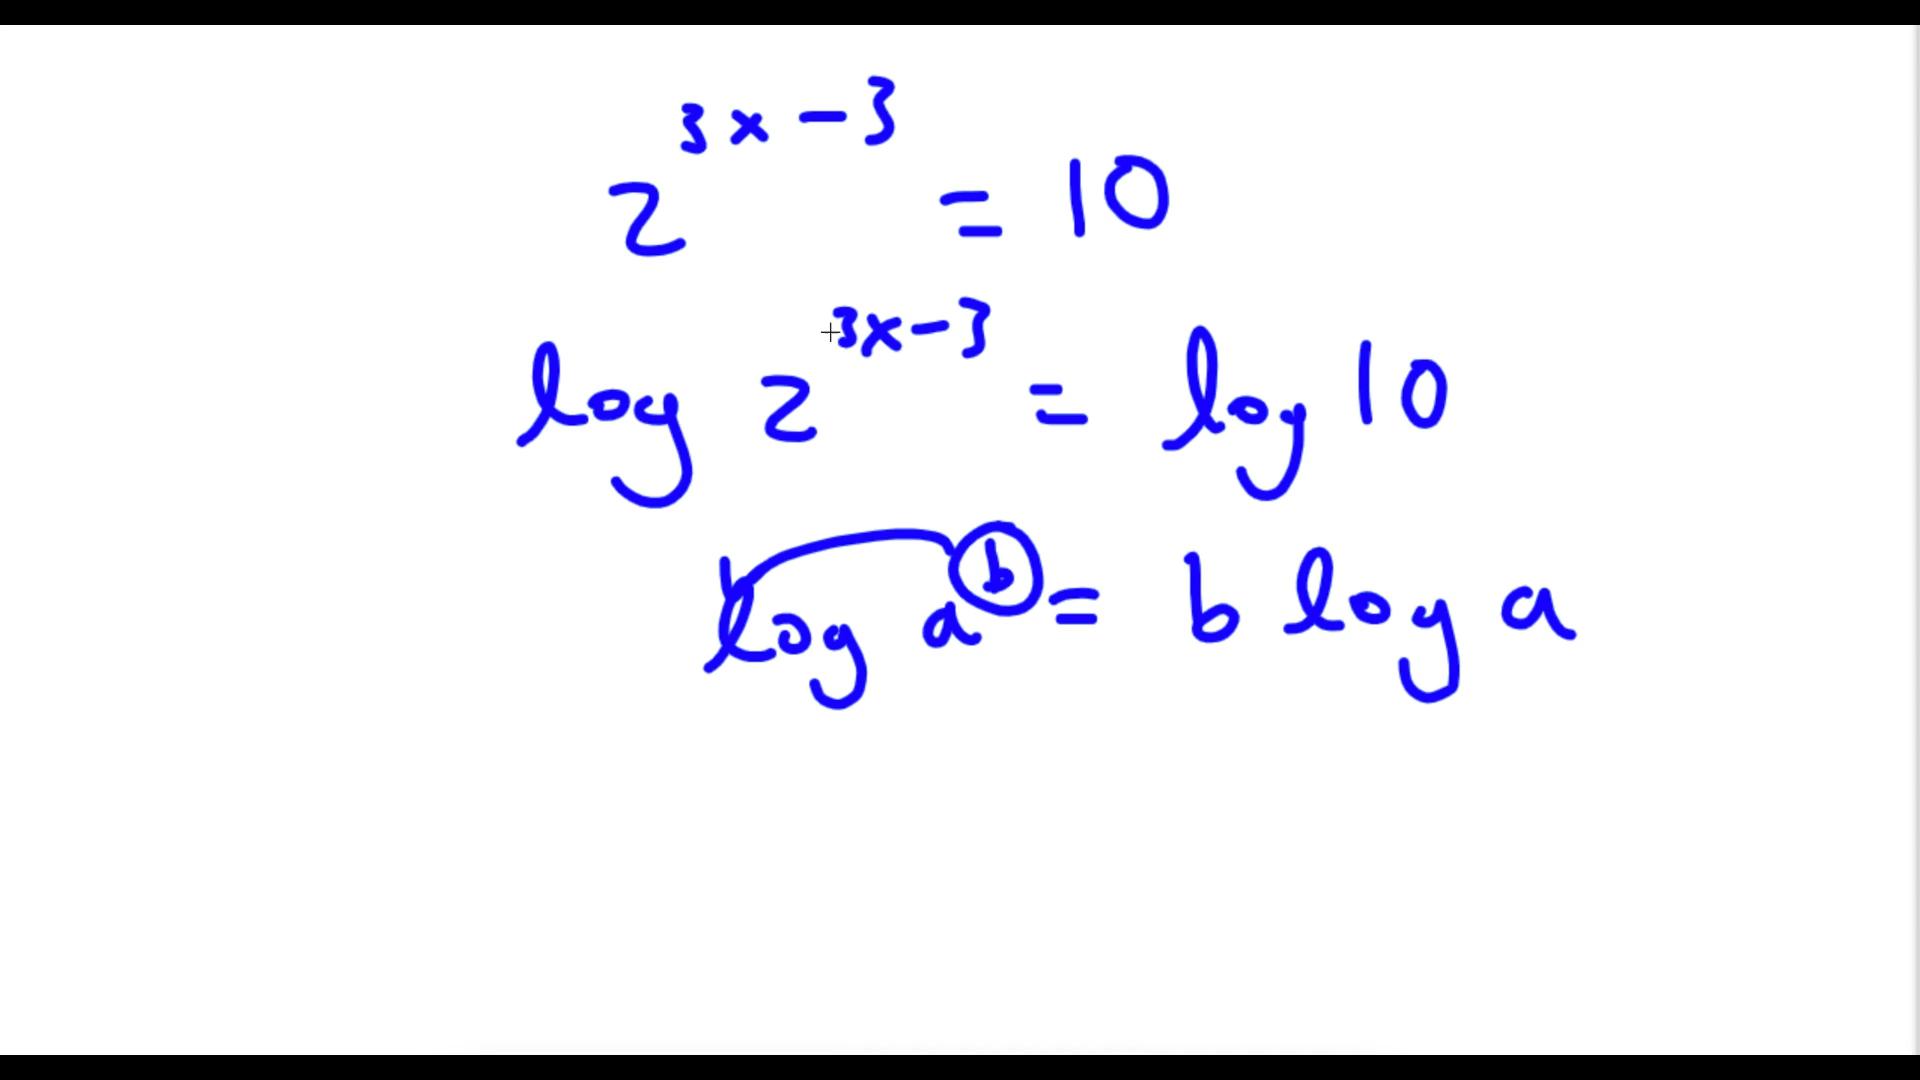 2^{3x-3} = 10
log 2^{3x-3} = log 10
log a^b = b log a